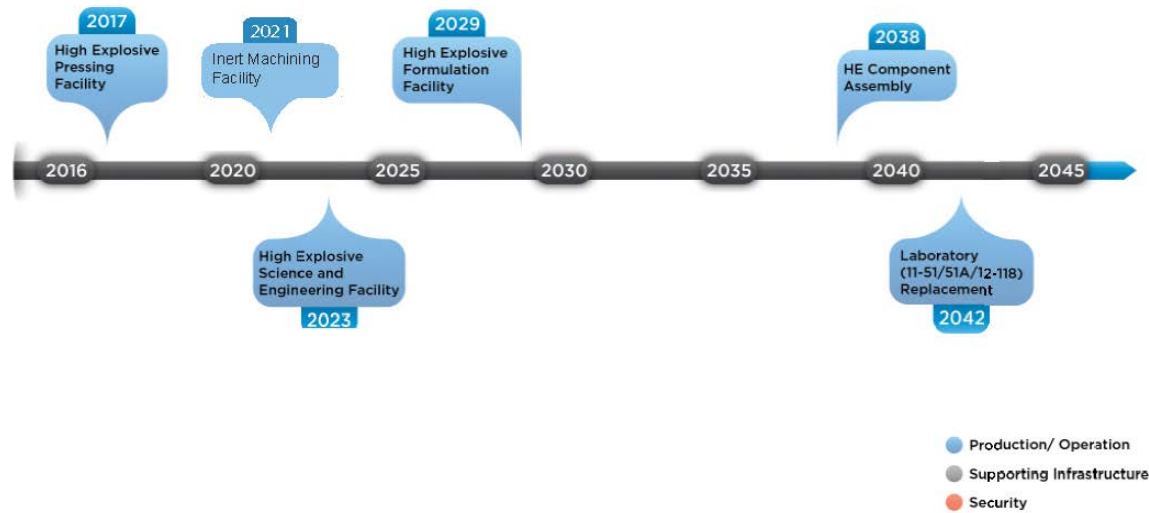 2017
High Explosive
Pressing
Facility
2021
Inert Machining
Facility
2029
High Explosive
Formulation
Facility
2038
HE Component
Assembly
2016 2020 2025 2030 2035 2040 2045
High Explosive
Science and
Engineering Facility
2023
Laboratory
(11-51/51A/12-118)
Replacement
2042
Production/ Operation
Supporting Infrastructure
Security